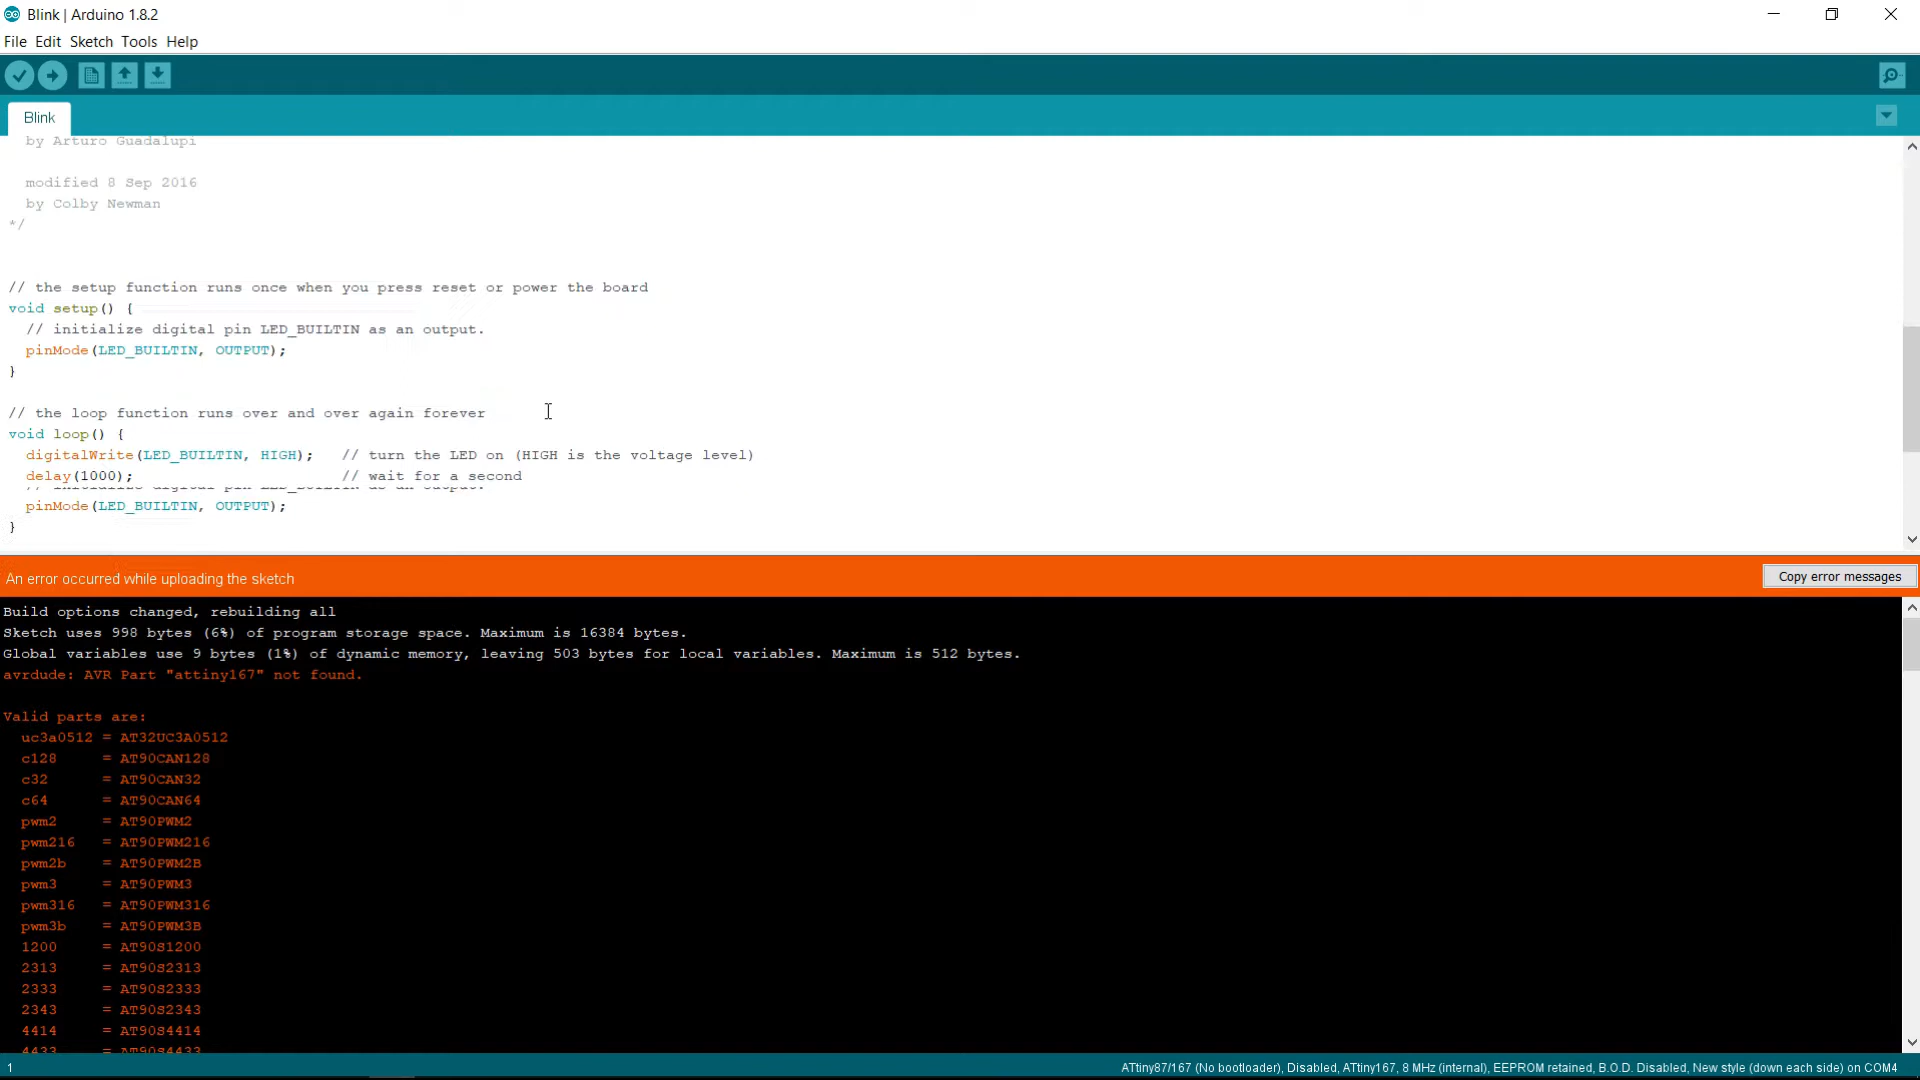 Blink | Arduino 1.8.2
File Edit Sketch Tools Help
Blink
by Arturo Guadalupi
modified 8 Sep 2016
by Colby Newman
*/
// the setup function runs once when you press reset or power the board
void setup() {
// initialize digital pin LED_BUILTIN as an output.
pinMode(LED_BUILTIN, OUTPUT);
}
// the loop function runs over and over again forever
void loop() {
digitalWrite(LED_BUILTIN, HIGH);   // turn the LED on (HIGH is the voltage level)
delay(1000);                       // wait for a second
// initialize digital pin LED_BUILTIN as an output.
pinMode(LED_BUILTIN, OUTPUT);
}
An error occurred while uploading the sketch
Copy error messages
Build options changed, rebuilding all
Sketch uses 998 bytes (6%) of program storage space. Maximum is 16384 bytes.
Global variables use 9 bytes (1%) of dynamic memory, leaving 503 bytes for local variables. Maximum is 512 bytes.
avrdude: AVR Part "attiny167" not found.
Valid parts are:
uc3a0512 = AT32UC3A0512
c128     = AT90CAN128
c32      = AT90CAN32
c64      = AT90CAN64
pwm2     = AT90PWM2
pwm216   = AT90PWM216
pwm2b    = AT90PWM2B
pwm3     = AT90PWM3
pwm316   = AT90PWM316
pwm3b    = AT90PWM3B
1200     = AT90S1200
2313     = AT90S2313
2333     = AT90S2333
2343     = AT90S2343
4414     = AT90S4414
4433     = AT90S4433
1
ATtiny87/167 (No bootloader), Disabled, ATtiny167, 8 MHz (internal), EEPROM retained, B.O.D. Disabled, New style (down each side) on COM4